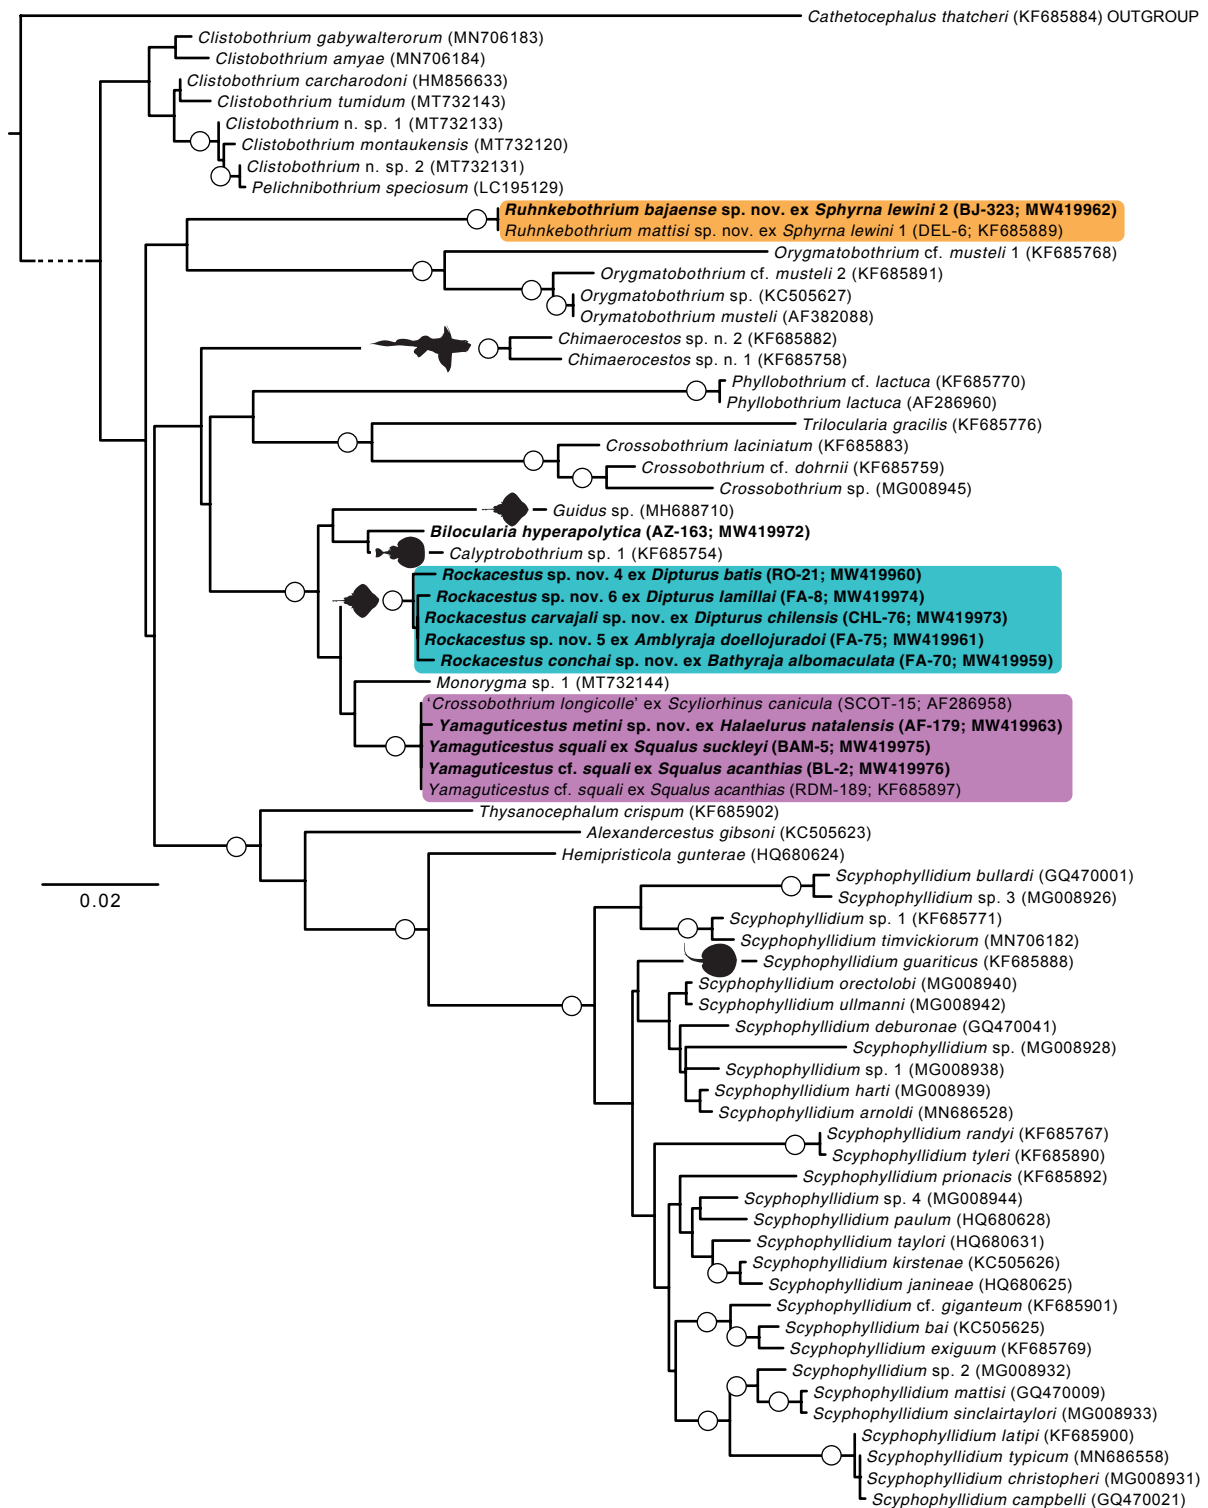 Cathetocephalus thatcheri (KF685884) OUTGROUP
Clistobothrium gabywalterorum (MN706183)
Clistobothrium amyae (MN706184)
Clistobothrium carcharodoni (HM856633)
Clistobothrium tumidum (MT732143)
Clistobothrium n. sp. 1 (MT732133)
Clistobothrium montaukensis (MT732120)
Clistobothrium n. sp. 2 (MT732131)
Pelichnibothrium speciosum (LC195129)
Ruhnkebothrium bajaense sp. nov. ex Sphyrna lewini 2 (BJ-323; MW419962)
Ruhnkebothrium mattisi sp. nov. ex Sphyrna lewini 1 (DEL-6; KF685889)
Orygmatobothrium cf. musteli 1 (KF685768)
Orygmatobothrium cf. musteli 2 (KF685891)
Orygmatobothrium sp. (KC505627)
Orymatobothrium musteli (AF382088)
Chimaerocestos sp. n. 2 (KF685882)
Chimaerocestos sp. n. 1 (KF685758)
Phyllobothrium cf. lactuca (KF685770)
Phyllobothrium lactuca (AF286960)
Trilocularia gracilis (KF685776)
Crossobothrium laciniatum (KF685883)
Crossobothrium cf. dohrnii (KF685759)
Crossobothrium sp. (MG008945)
Guidus sp. (MH688710)
Bilocularia hyperapolytica (AZ-163; MW419972)
Calyptrobothrium sp. 1 (KF685754)
Rockacestus sp. nov. 4 ex Dipturus batis (RO-21; MW419960)
Rockacestus sp. nov. 6 ex Dipturus lamillai (FA-8; MW419974)
Rockacestus carvajali sp. nov. ex Dipturus chilensis (CHL-76; MW419973)
Rockacestus sp. nov. 5 ex Amblyraja doellojuradoi (FA-75; MW419961)
Rockacestus conchai sp. nov. ex Bathyraja albomaculata (FA-70; MW419959)
Monorygma sp. 1 (MT732144)
'Crossobothrium longicolle' ex Scyliorhinus canicula (SCOT-15; AF286958)
Yamaguticestus metini sp. nov. ex Halaelurus natalensis (AF-179; MW419963)
Yamaguticestus squali ex Squalus suckleyi (BAM-5; MW419975)
Yamaguticestus cf. squali ex Squalus acanthias (BL-2; MW419976)
Yamaguticestus cf. squali ex Squalus acanthias (RDM-189; KF685897)
Thysanocephalum crispum (KF685902)
Alexandercestus gibsoni (KC505623)
Hemipristicola gunterae (HQ680624)
0.02
Scyphophyllidium bullardi (GQ470001)
Scyphophyllidium sp. 3 (MG008926)
Scyphophyllidium sp. 1 (KF685771)
Scyphophyllidium timvickiorum (MN706182)
Scyphophyllidium guariticus (KF685888)
Scyphophyllidium orectolobi (MG008940)
Scyphophyllidium ullmanni (MG008942)
Scyphophyllidium deburonae (GQ470041)
Scyphophyllidium sp. (MG008928)
Scyphophyllidium sp. 1 (MG008938)
Scyphophyllidium harti (MG008939)
Scyphophyllidium arnoldi (MN686528)
Scyphophyllidium randyi (KF685767)
Scyphophyllidium tyleri (KF685890)
Scyphophyllidium prionacis (KF685892)
Scyphophyllidium sp. 4 (MG008944)
Scyphophyllidium paulum (HQ680628)
Scyphophyllidium taylori (HQ680631)
Scyphophyllidium kirstenae (KC505626)
Scyphophyllidium janineae (HQ680625)
Scyphophyllidium cf. giganteum (KF685901)
Scyphophyllidium bai (KC505625)
Scyphophyllidium exiguum (KF685769)
Scyphophyllidium sp. 2 (MG008932)
Scyphophyllidium mattisi (GQ470009)
Scyphophyllidium sinclairtaylori (MG008933)
Scyphophyllidium latipi (KF685900)
Scyphophyllidium typicum (MN686558)
Scyphophyllidium christopheri (MG008931)
Scyphophyllidium campbelli (GQ470021)